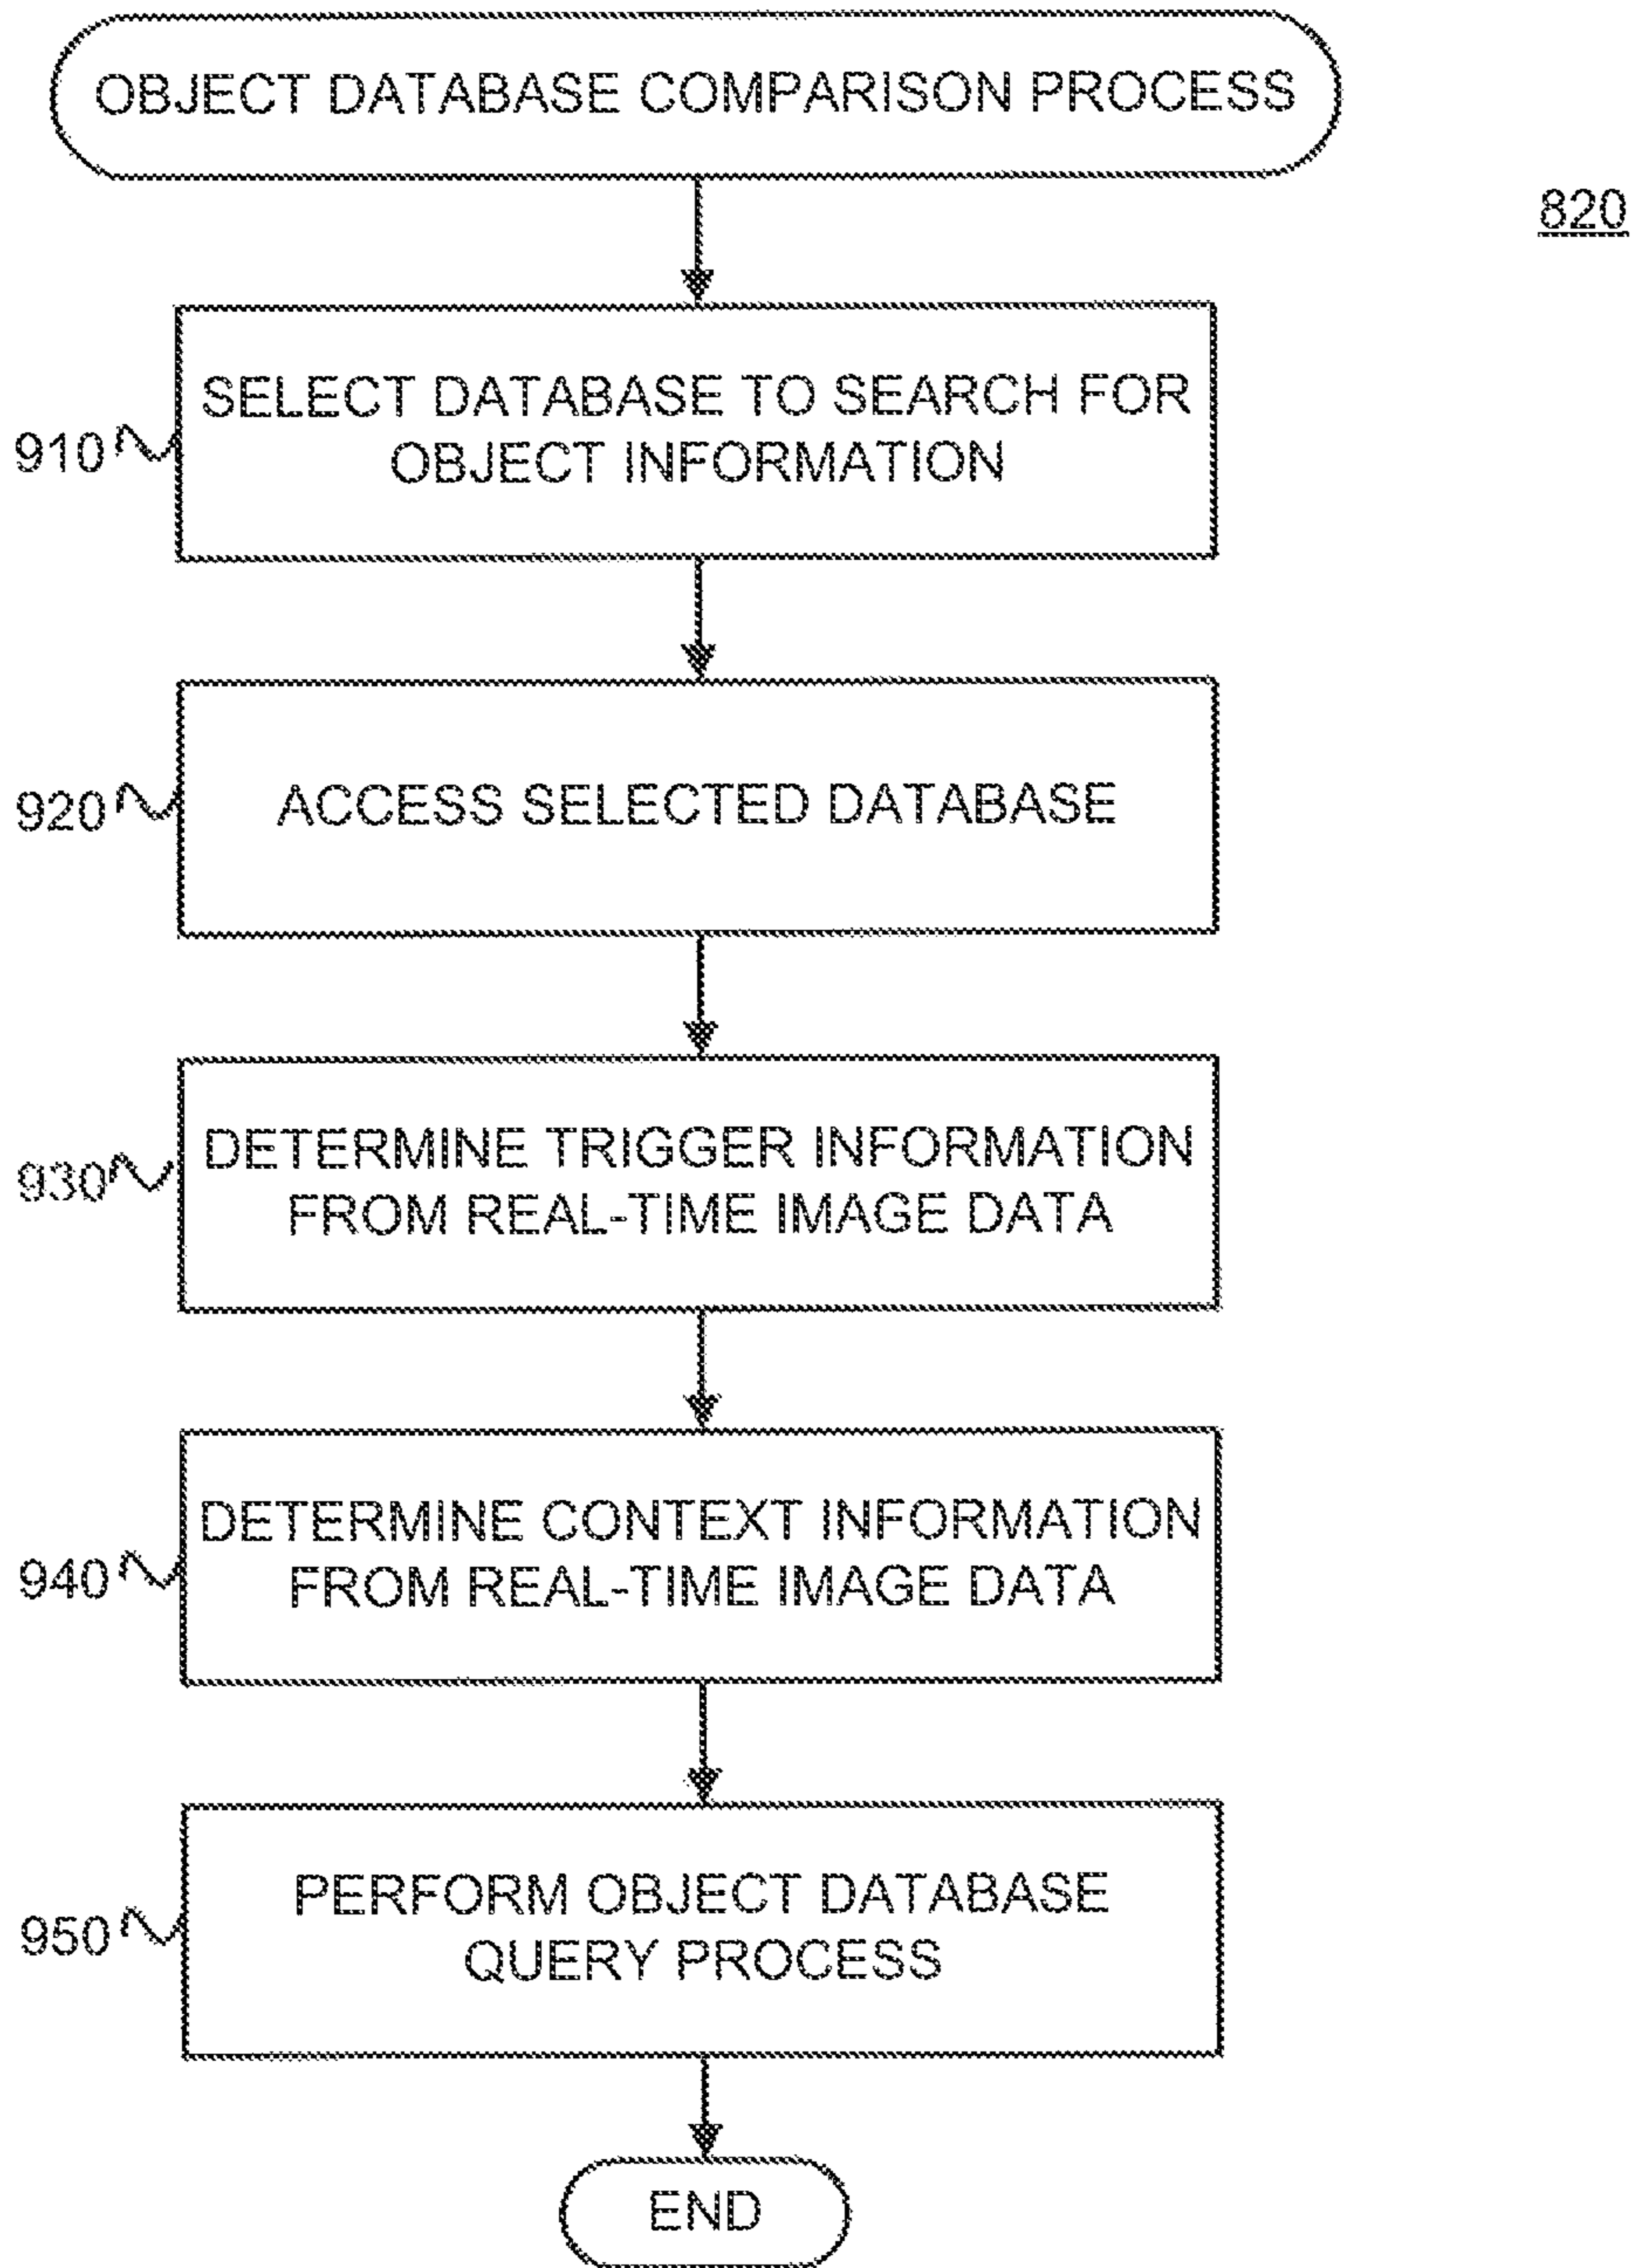 OBJECT DATABASE COMPARISON PROCESS
820
SELECT DATABASE TO SEARCH FOR
OBJECT INFORMATION
910
ACCESS SELECTED DATABASE
920
DETERMINE TRIGGER INFORMATION
FROM REAL-TIME IMAGE DATA
930
DETERMINE CONTEXT INFORMATION
FROM REAL-TIME IMAGE DATA
940
PERFORM OBJECT DATABASE
QUERY PROCESS
950
END